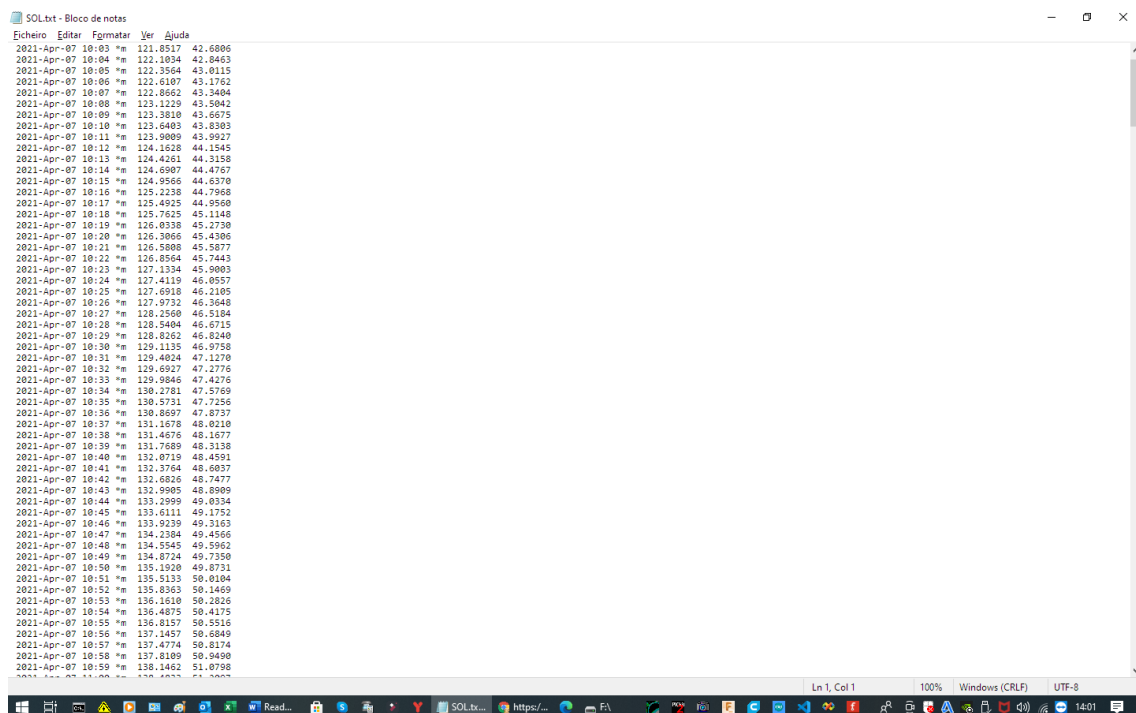 SOL.txt - Bloco de notas
Ficheiro Editar Formatar Ver Ajuda
2021-Apr-07 10:03 *m 121.8517 42.6806
2021-Apr-07 10:04 *m 122.1034 42.8463
2021-Apr-07 10:05 *m 122.3564 43.0115
2021-Apr-07 10:06 *m 122.6107 43.1762
2021-Apr-07 10:07 *m 122.8662 43.3404
2021-Apr-07 10:08 *m 123.1229 43.5042
2021-Apr-07 10:09 *m 123.3810 43.6675
2021-Apr-07 10:10 *m 123.6403 43.8303
2021-Apr-07 10:11 *m 123.9009 43.9927
2021-Apr-07 10:12 *m 124.1628 44.1545
2021-Apr-07 10:13 *m 124.4261 44.3158
2021-Apr-07 10:14 *m 124.6907 44.4767
2021-Apr-07 10:15 *m 124.9566 44.6370
2021-Apr-07 10:16 *m 125.2238 44.7968
2021-Apr-07 10:17 *m 125.4925 44.9560
2021-Apr-07 10:18 *m 125.7625 45.1148
2021-Apr-07 10:19 *m 126.0338 45.2730
2021-Apr-07 10:20 *m 126.3066 45.4306
2021-Apr-07 10:21 *m 126.5808 45.5877
2021-Apr-07 10:22 *m 126.8564 45.7443
2021-Apr-07 10:23 *m 127.1334 45.9003
2021-Apr-07 10:24 *m 127.4119 46.0557
2021-Apr-07 10:25 *m 127.6918 46.2105
2021-Apr-07 10:26 *m 127.9732 46.3648
2021-Apr-07 10:27 *m 128.2560 46.5184
2021-Apr-07 10:28 *m 128.5404 46.6715
2021-Apr-07 10:29 *m 128.8262 46.8240
2021-Apr-07 10:30 *m 129.1135 46.9758
2021-Apr-07 10:31 *m 129.4024 47.1270
2021-Apr-07 10:32 *m 129.6927 47.2776
2021-Apr-07 10:33 *m 129.9846 47.4276
2021-Apr-07 10:34 *m 130.2781 47.5769
2021-Apr-07 10:35 *m 130.5731 47.7256
2021-Apr-07 10:36 *m 130.8697 47.8737
2021-Apr-07 10:37 *m 131.1678 48.0210
2021-Apr-07 10:38 *m 131.4676 48.1677
2021-Apr-07 10:39 *m 131.7689 48.3138
2021-Apr-07 10:40 *m 132.0719 48.4591
2021-Apr-07 10:41 *m 132.3764 48.6037
2021-Apr-07 10:42 *m 132.6826 48.7477
2021-Apr-07 10:43 *m 132.9905 48.8909
2021-Apr-07 10:44 *m 133.2999 49.0334
2021-Apr-07 10:45 *m 133.6111 49.1752
2021-Apr-07 10:46 *m 133.9239 49.3163
2021-Apr-07 10:47 *m 134.2384 49.4566
2021-Apr-07 10:48 *m 134.5545 49.5962
2021-Apr-07 10:49 *m 134.8724 49.7350
2021-Apr-07 10:50 *m 135.1920 49.8731
2021-Apr-07 10:51 *m 135.5133 50.0104
2021-Apr-07 10:52 *m 135.8363 50.1469
2021-Apr-07 10:53 *m 136.1610 50.2826
2021-Apr-07 10:54 *m 136.4875 50.4175
2021-Apr-07 10:55 *m 136.8157 50.5516
2021-Apr-07 10:56 *m 137.1457 50.6849
2021-Apr-07 10:57 *m 137.4774 50.8174
2021-Apr-07 10:58 *m 137.8109 50.9490
2021-Apr-07 10:59 *m 138.1462 51.0798
Ln 1, Col 1 100% Windows (CRLF) UTF-8
Read... SOL.tx... https:/... F:\ 14:01